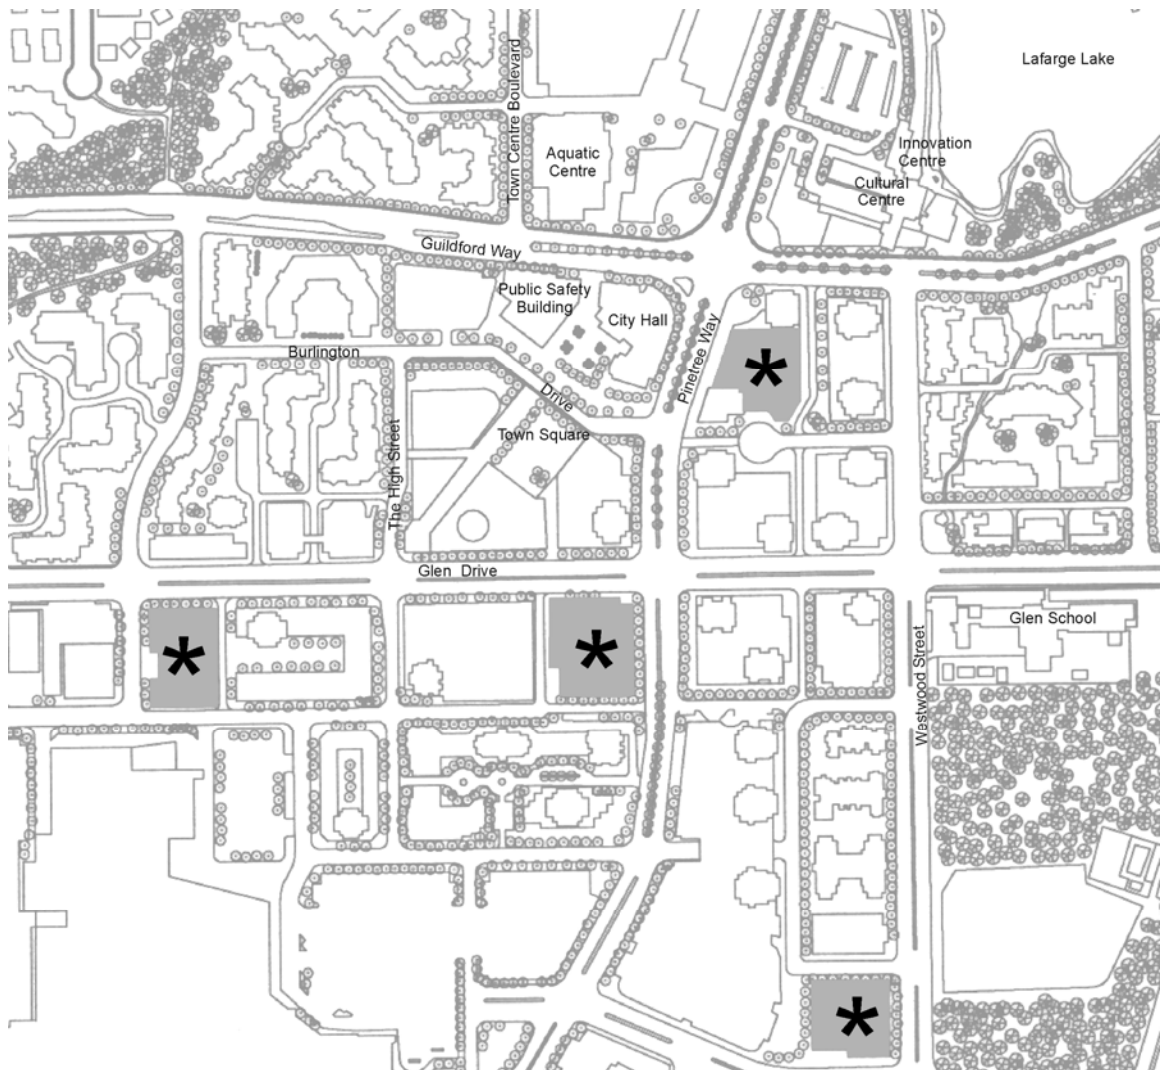 Lafarge Lake
Town Centre Boulevard
Aquatic
Centre
Innovation
Centre
Cultural
Centre
Guildford Way
Public Safety
Building
City Hall
Pinetree Way
Burlington
Drive
*
Town Square
The High Street
Glen Drive
Glen School
*
*
Wastwood Street
*